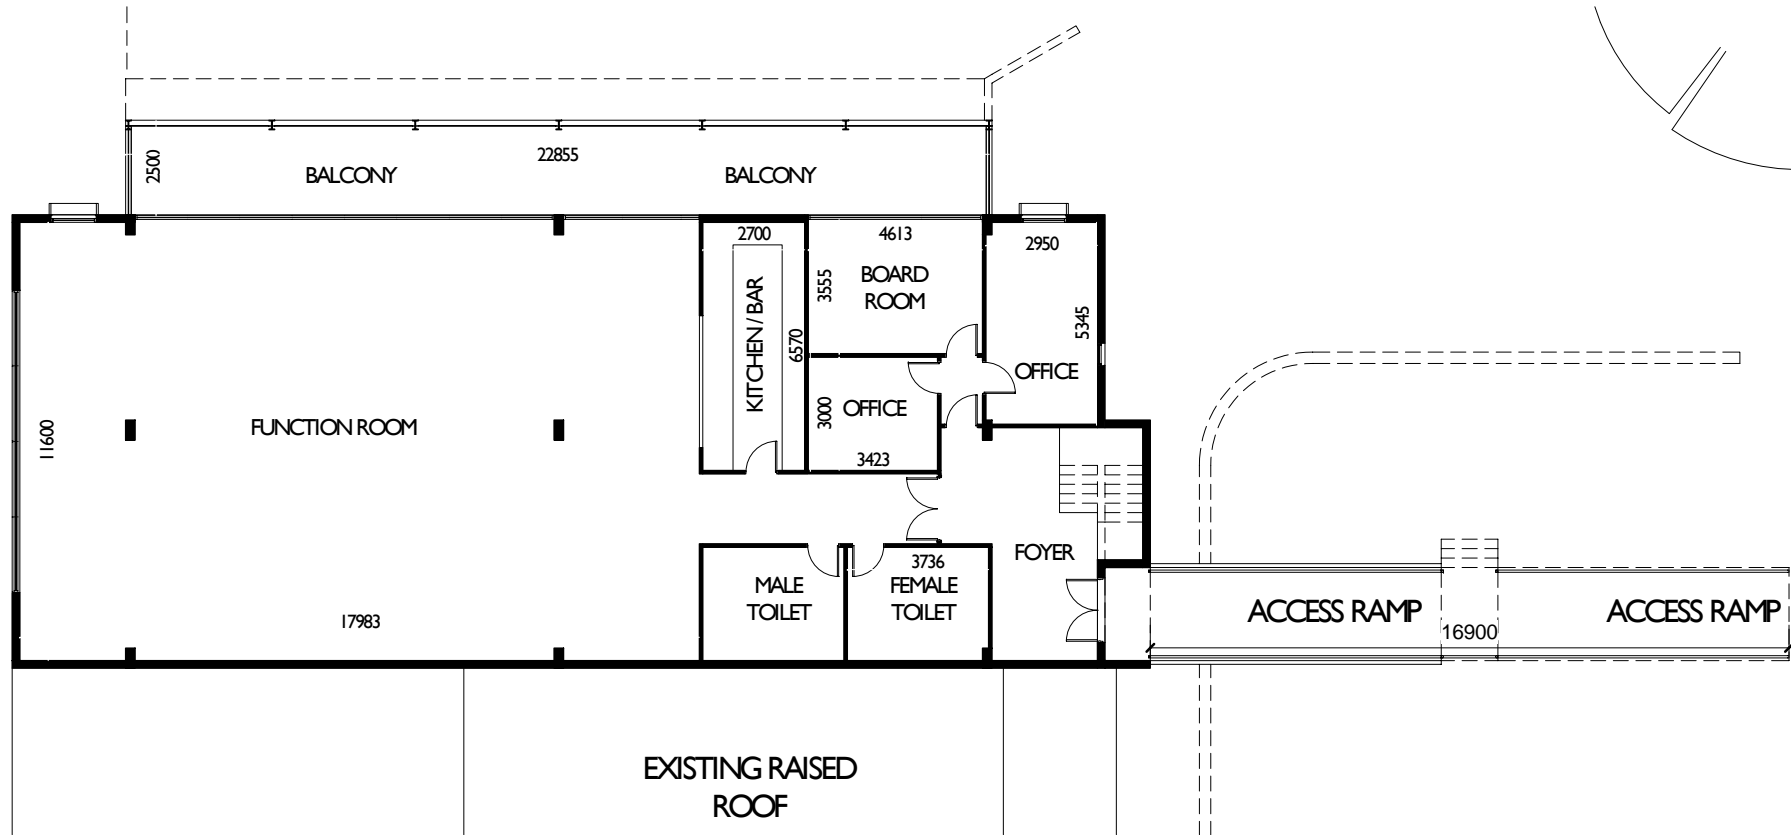 2500
BALCONY
22855
BALCONY
2700
4613
2950
KITCHEN / BAR
6570
3555
BOARD
ROOM
5345
OFFICE
11600
FUNCTION ROOM
3000
OFFICE
3423
FOYER
3736
MALE
TOILET
FEMALE
TOILET
17983
ACCESS RAMP
16900
ACCESS RAMP
EXISTING RAISED
ROOF